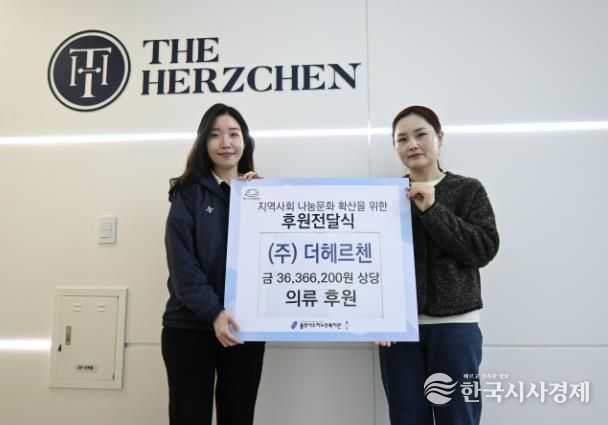 THE
HERZCHEN
지역사회 나눔문화 확산을 위한
후원전달식
(주) 더헤르첸
금 36,366,200원 상당
의류 후원
한국시사경제